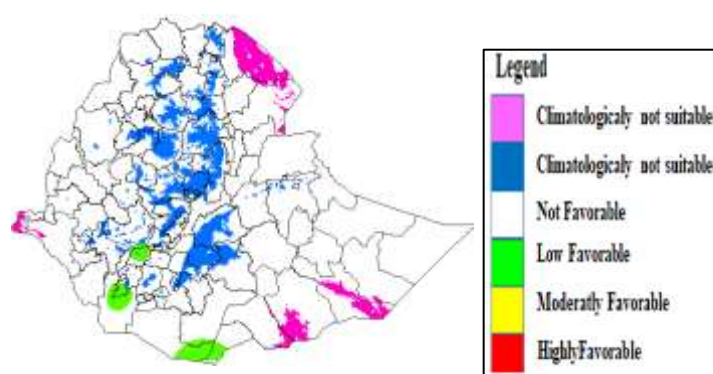 Legend
Climatologicaly not suitable
Climatologicaly not suitable
Not Favorable
Low Favorable
Moderatly Favorable
HighlyFavorable